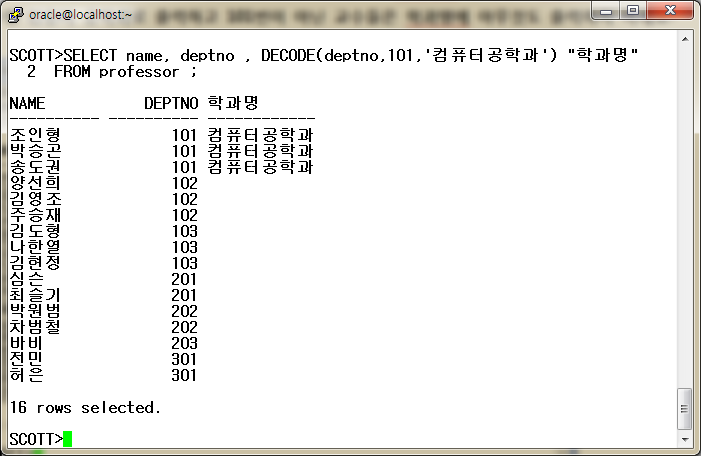 oracle@localhost:~
SCOTT>SELECT name, deptno , DECODE(deptno,101,'컴퓨터공학과') "학과명"
2 FROM professor ;
NAME DEPTNO 학과명
---------- ---------- ------------
조인형 101 컴퓨터공학과
박승곤 101 컴퓨터공학과
송도권 101 컴퓨터공학과
양선희 102
김영조 102
주승재 102
김도형 103
나한열 103
김현정 103
심슨 201
최슬기 201
박원범 202
차범철 202
바비 203
전민 301
허은 301
16 rows selected.
SCOTT>